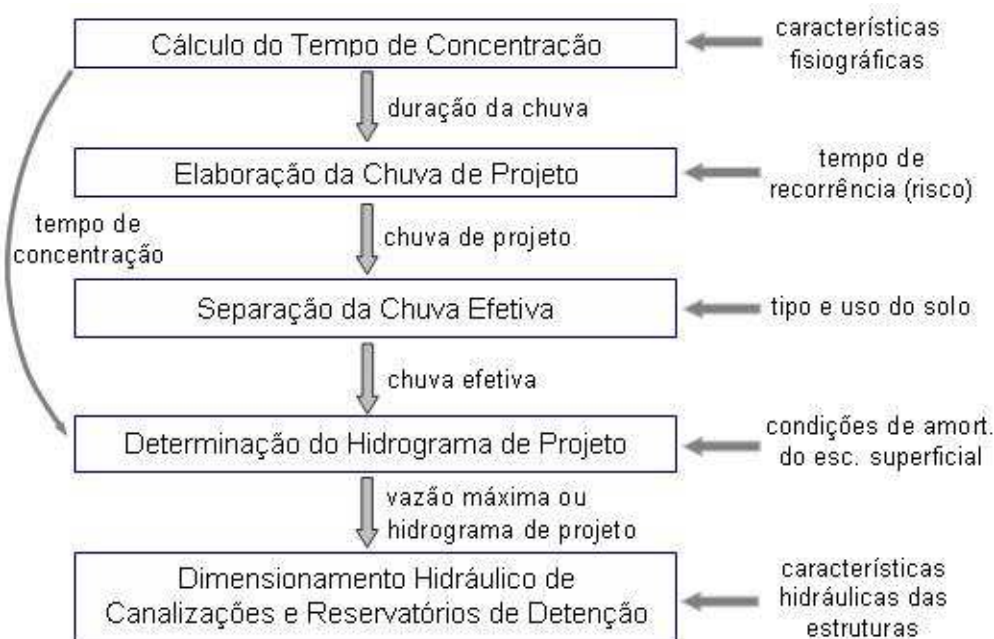 Cálculo do Tempo de Concentração
características
fisiográficas
duração da chuva
Elaboração da Chuva de Projeto
tempo de
recorrência (risco)
tempo de
concentração
chuva de projeto
Separação da Chuva Efetiva
tipo e uso do solo
chuva efetiva
Determinação do Hidrograma de Projeto
condições de amort.
do esc. superficial
vazão máxima ou
hidrograma de projeto
Dimensionamento Hidráulico de
Canalizações e Reservatórios de Detenção
características
hidráulicas das
estruturas